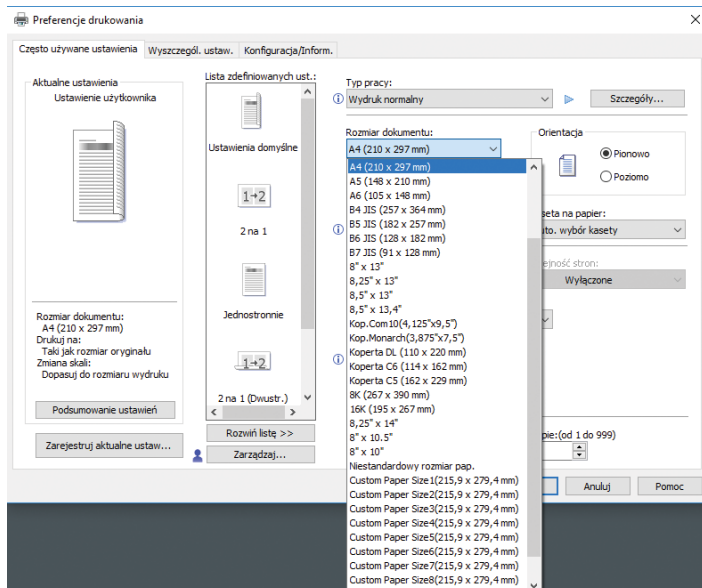 Preferencje drukowania
Często używane ustawienia
Wyszczegól. ustaw.
Konfiguracja/Inform.
Aktualne ustawienia
Ustawienie użytkownika
Rozmiar dokumentu:
A4 (210 x 297 mm)
Drukuj na:
Taki jak rozmiar oryginału
Zmiana skali:
Dopasuj do rozmiaru wydruku
Podsumowanie ustawień
Zarejestruj aktualne ustaw...
Lista zdefiniowanych ust.:
Ustawienia domyślne
1→2
2 na 1
Jednostronnie
1→2
2 na 1 (Dwustr.)
Rozwiń listę >>
Zarządzaj...
Typ pracy:
Wydruk normalny
Szczegóły...
Rozmiar dokumentu:
A4 (210 x 297 mm)
A4 (210 x 297 mm)
A5 (148 x 210 mm)
A6 (105 x 148 mm)
B4 JIS (257 x 364 mm)
B5 JIS (182 x 257 mm)
B6 JIS (128 x 182 mm)
B7 JIS (91 x 128 mm)
8" x 13"
8,25" x 13"
8,5" x 13"
8,5" x 13,4"
Kop.Com10(4,125"x9,5")
Kop.Monarch(3,875"x7,5")
Koperta DL (110 x 220 mm)
Koperta C6 (114 x 162 mm)
Koperta C5 (162 x 229 mm)
8K (267 x 390 mm)
16K (195 x 267 mm)
8,25" x 14"
8" x 10.5"
8" x 10"
Niestandardowy rozmiar pap.
Custom Paper Size1(215,9 x 279,4 mm)
Custom Paper Size2(215,9 x 279,4 mm)
Custom Paper Size3(215,9 x 279,4 mm)
Custom Paper Size4(215,9 x 279,4 mm)
Custom Paper Size5(215,9 x 279,4 mm)
Custom Paper Size6(215,9 x 279,4 mm)
Custom Paper Size7(215,9 x 279,4 mm)
Custom Paper Size8(215,9 x 279,4 mm)
Orientacja
Pionowo
Poziomo
seta na papier:
uto. wybór kasety
ejność stron:
Wyłączone
pie:(od 1 do 999)
Anuluj
Pomoc